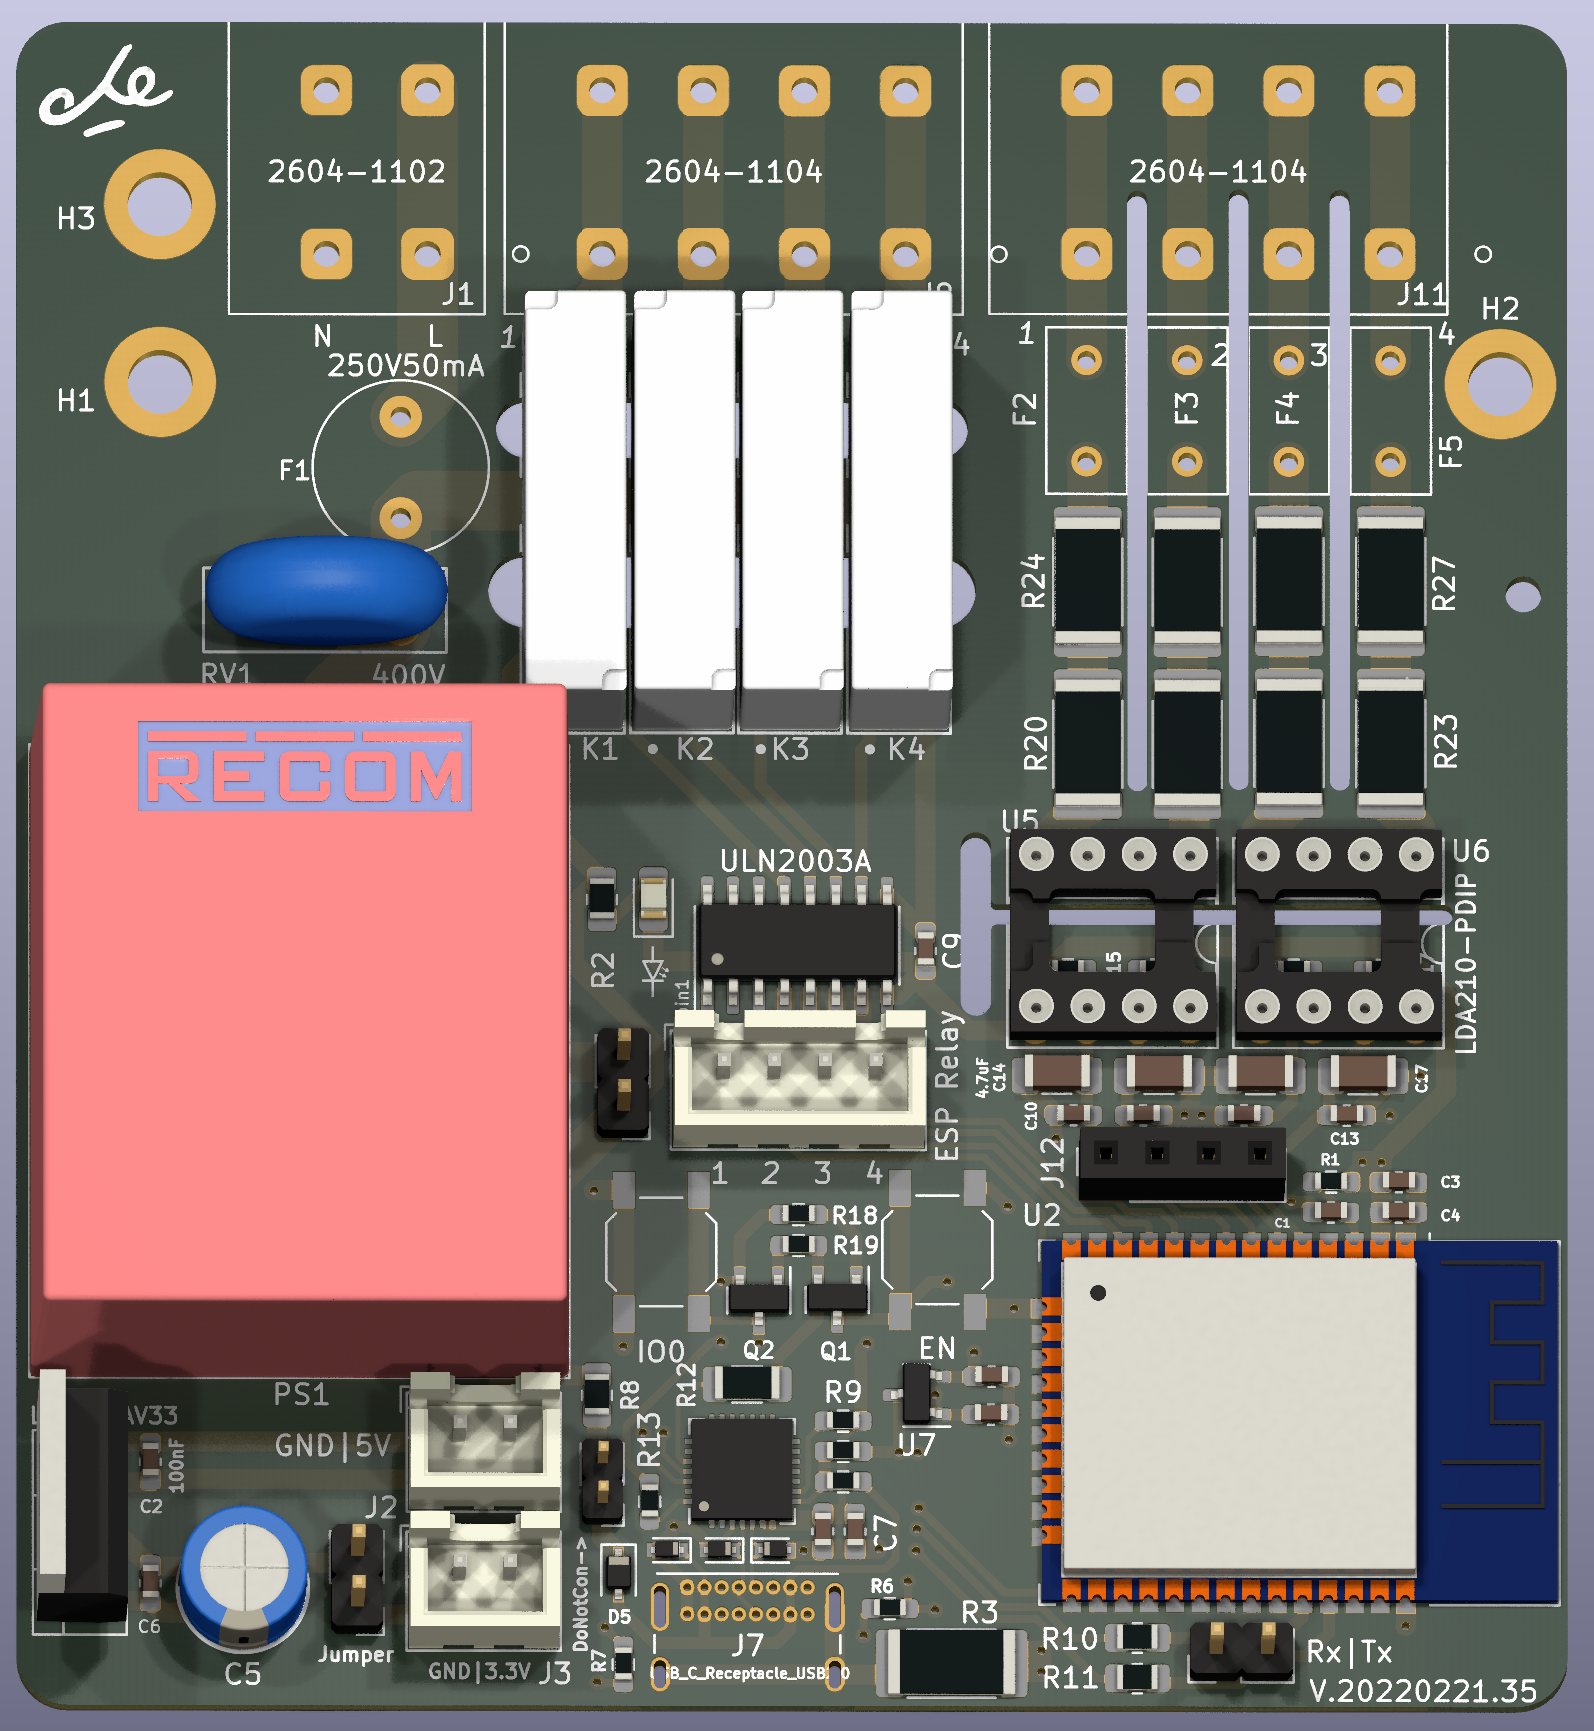 2604-1102
2604-1104
2604-1104
H3
J1
J11
H2
N
L
1
4
1
2
3
4
250V50mA
H1
F1
F2
F3
F4
F5
RV1
400V
R24
R27
RECOM
K1
K2
K3
K4
R20
R23
U5
U6
ULN2003A
LDA210-PDIP
R2
C9
15
ESP Relay
4.7uF
C14
C17
C10
C13
J12
R1
C3
C4
C1
1
2
3
4
R18
R19
U2
IO0
Q2
Q1
EN
PS1
R8
R12
R9
R13
U7
AV33
GND|5V
100nF
C2
J2
C7
DoNotCon->
D5
R6
R3
C6
C5
Jumper
GND|3.3V
J3
R7
J7
B_C_Receptacle_USB
R10
R11
Rx|Tx
V.20220221.35